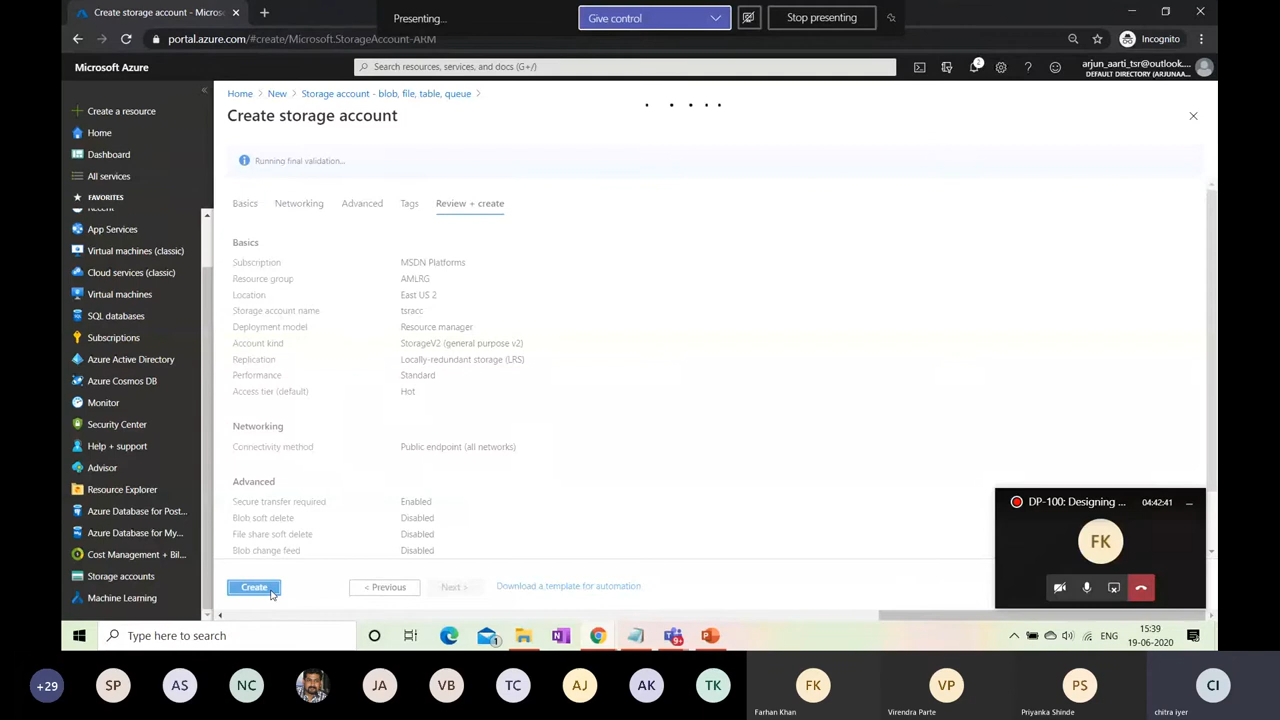 Create storage account - Micros...
Presenting...
Give control
Stop presenting
portal.azure.com/#create/Microsoft.StorageAccount-ARM
Incognito
Microsoft Azure
Search resources, services, and docs (G+/)
2
arjun_aarti_tsr@outlook....
DEFAULT DIRECTORY (ARJUNAA...
Home
New
Storage account - blob, file, table, queue
Create storage account
Running final validation...
Basics
Networking
Advanced
Tags
Review + create
Create a resource
Home
Dashboard
All services
FAVORITES
Recent
App Services
Virtual machines (classic)
Cloud services (classic)
Virtual machines
SQL databases
Subscriptions
Azure Active Directory
Azure Cosmos DB
Monitor
Security Center
Help + support
Advisor
Resource Explorer
Azure Database for Post...
Azure Database for My...
Cost Management + Bil...
Storage accounts
Machine Learning
Basics
Subscription MSDN Platforms
Resource group AMLRG
Location East US 2
Storage account name tsracc
Deployment model Resource manager
Account kind StorageV2 (general purpose v2)
Replication Locally-redundant storage (LRS)
Performance Standard
Access tier (default) Hot
Networking
Connectivity method Public endpoint (all networks)
Advanced
Secure transfer required Enabled
Blob soft delete Disabled
File share soft delete Disabled
Blob change feed Disabled
Create
< Previous
Next >
Download a template for automation
DP-100: Designing ...
04:42:41
FK
Type here to search
1
9+
ENG
15:39
19-06-2020
+29
SP
AS
NC
JA
VB
TC
AJ
AK
TK
FK
Farhan Khan
VP
Virendra Parte
PS
Priyanka Shinde
CI
chitra iyer